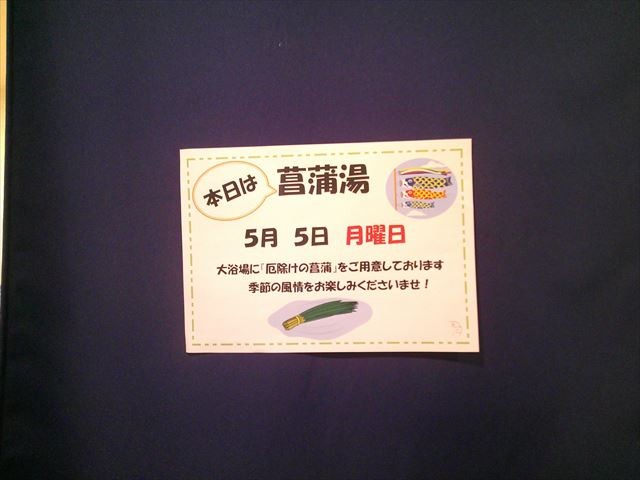 本日は
菖蒲湯
5月 5日 月曜日
大浴場に「厄除けの菖蒲」をご用意しております
季節の風情をお楽しみくださいませ！